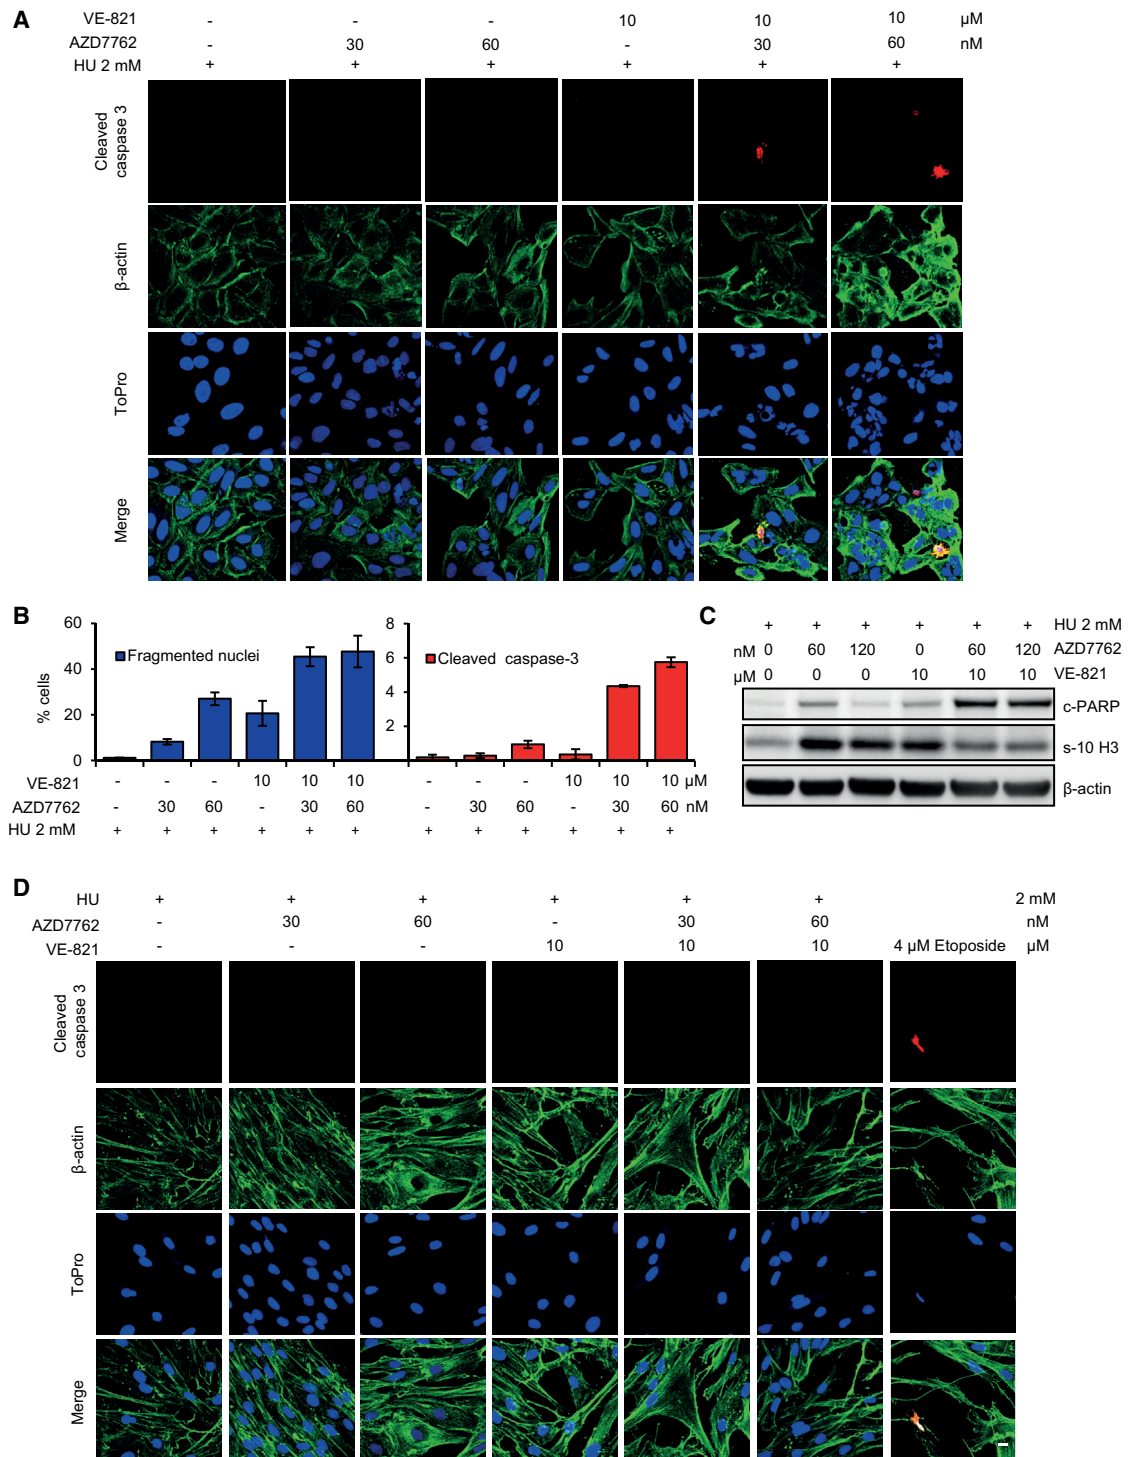 A
VE-821 - - - 10 10 10 µM
AZD7762 - 30 60 - 30 60 nM
HU 2 mM + + + + + +
Cleaved
caspase 3
β-actin
ToPro
Merge
B
60 8
Fragmented nuclei Cleaved caspase-3
40 6
4
20 2
0 0
% cells
VE-821 - - - 10 10 10 - - - 10 10 10 µM
AZD7762 - 30 60 - 30 60 - 30 60 - 30 60 nM
HU 2 mM + + + + + + + + + + + +
C
+ + + + + + HU 2 mM
nM 0 60 120 0 60 120 AZD7762
µM 0 0 0 10 10 10 VE-821
c-PARP
s-10 H3
β-actin
D
HU + + + + + + 2 mM
AZD7762 - 30 60 - 30 60 nM
VE-821 - - - 10 10 10 4 µM Etoposide µM
Cleaved
caspase 3
β-actin
ToPro
Merge